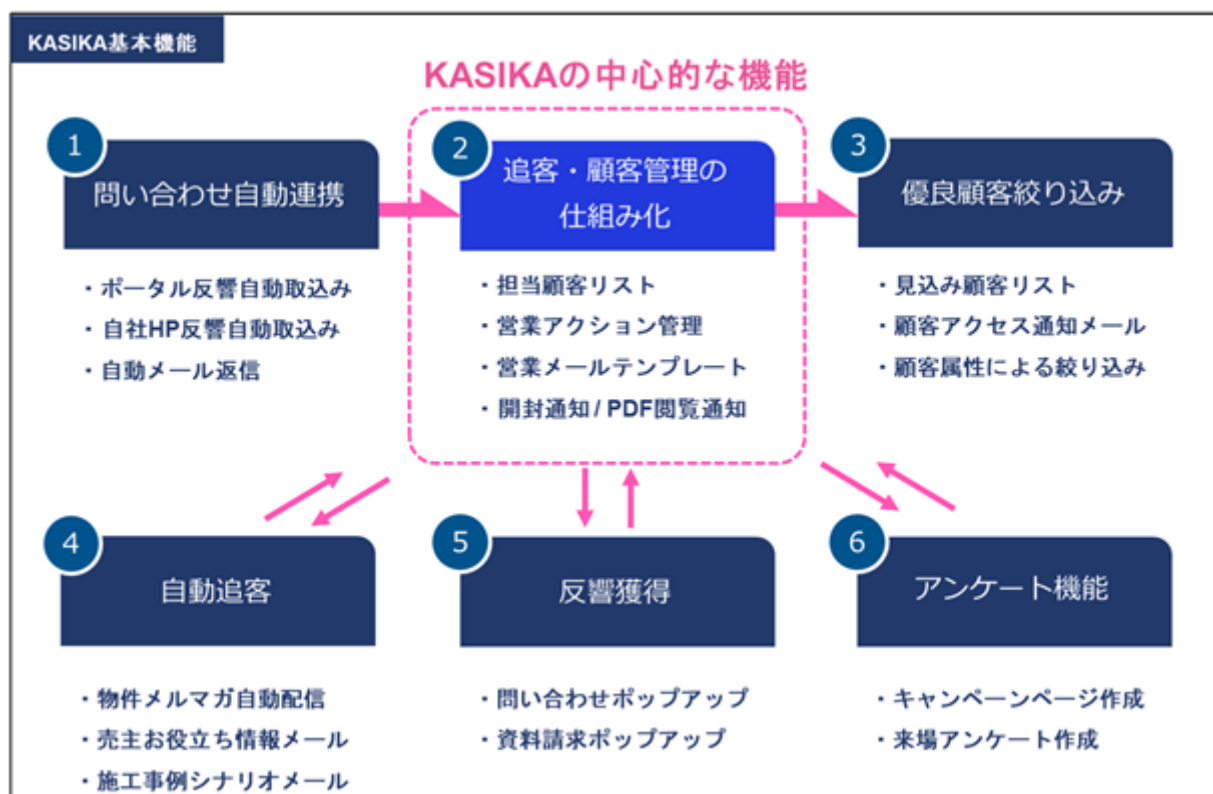 KASIKA基本機能
KASIKAの中心的な機能
1
問い合わせ自動連携
・ポータル反響自動取込み
・自社HP反響自動取込み
・自動メール返信
2
追客・顧客管理の
仕組み化
・担当顧客リスト
・営業アクション管理
・営業メールテンプレート
・開封通知 / PDF閲覧通知
3
優良顧客絞り込み
・見込み顧客リスト
・顧客アクセス通知メール
・顧客属性による絞り込み
4
自動追客
・物件メルマガ自動配信
・売主お役立ち情報メール
・施工事例シナリオメール
5
反響獲得
・問い合わせポップアップ
・資料請求ポップアップ
6
アンケート機能
・キャンペーンページ作成
・来場アンケート作成